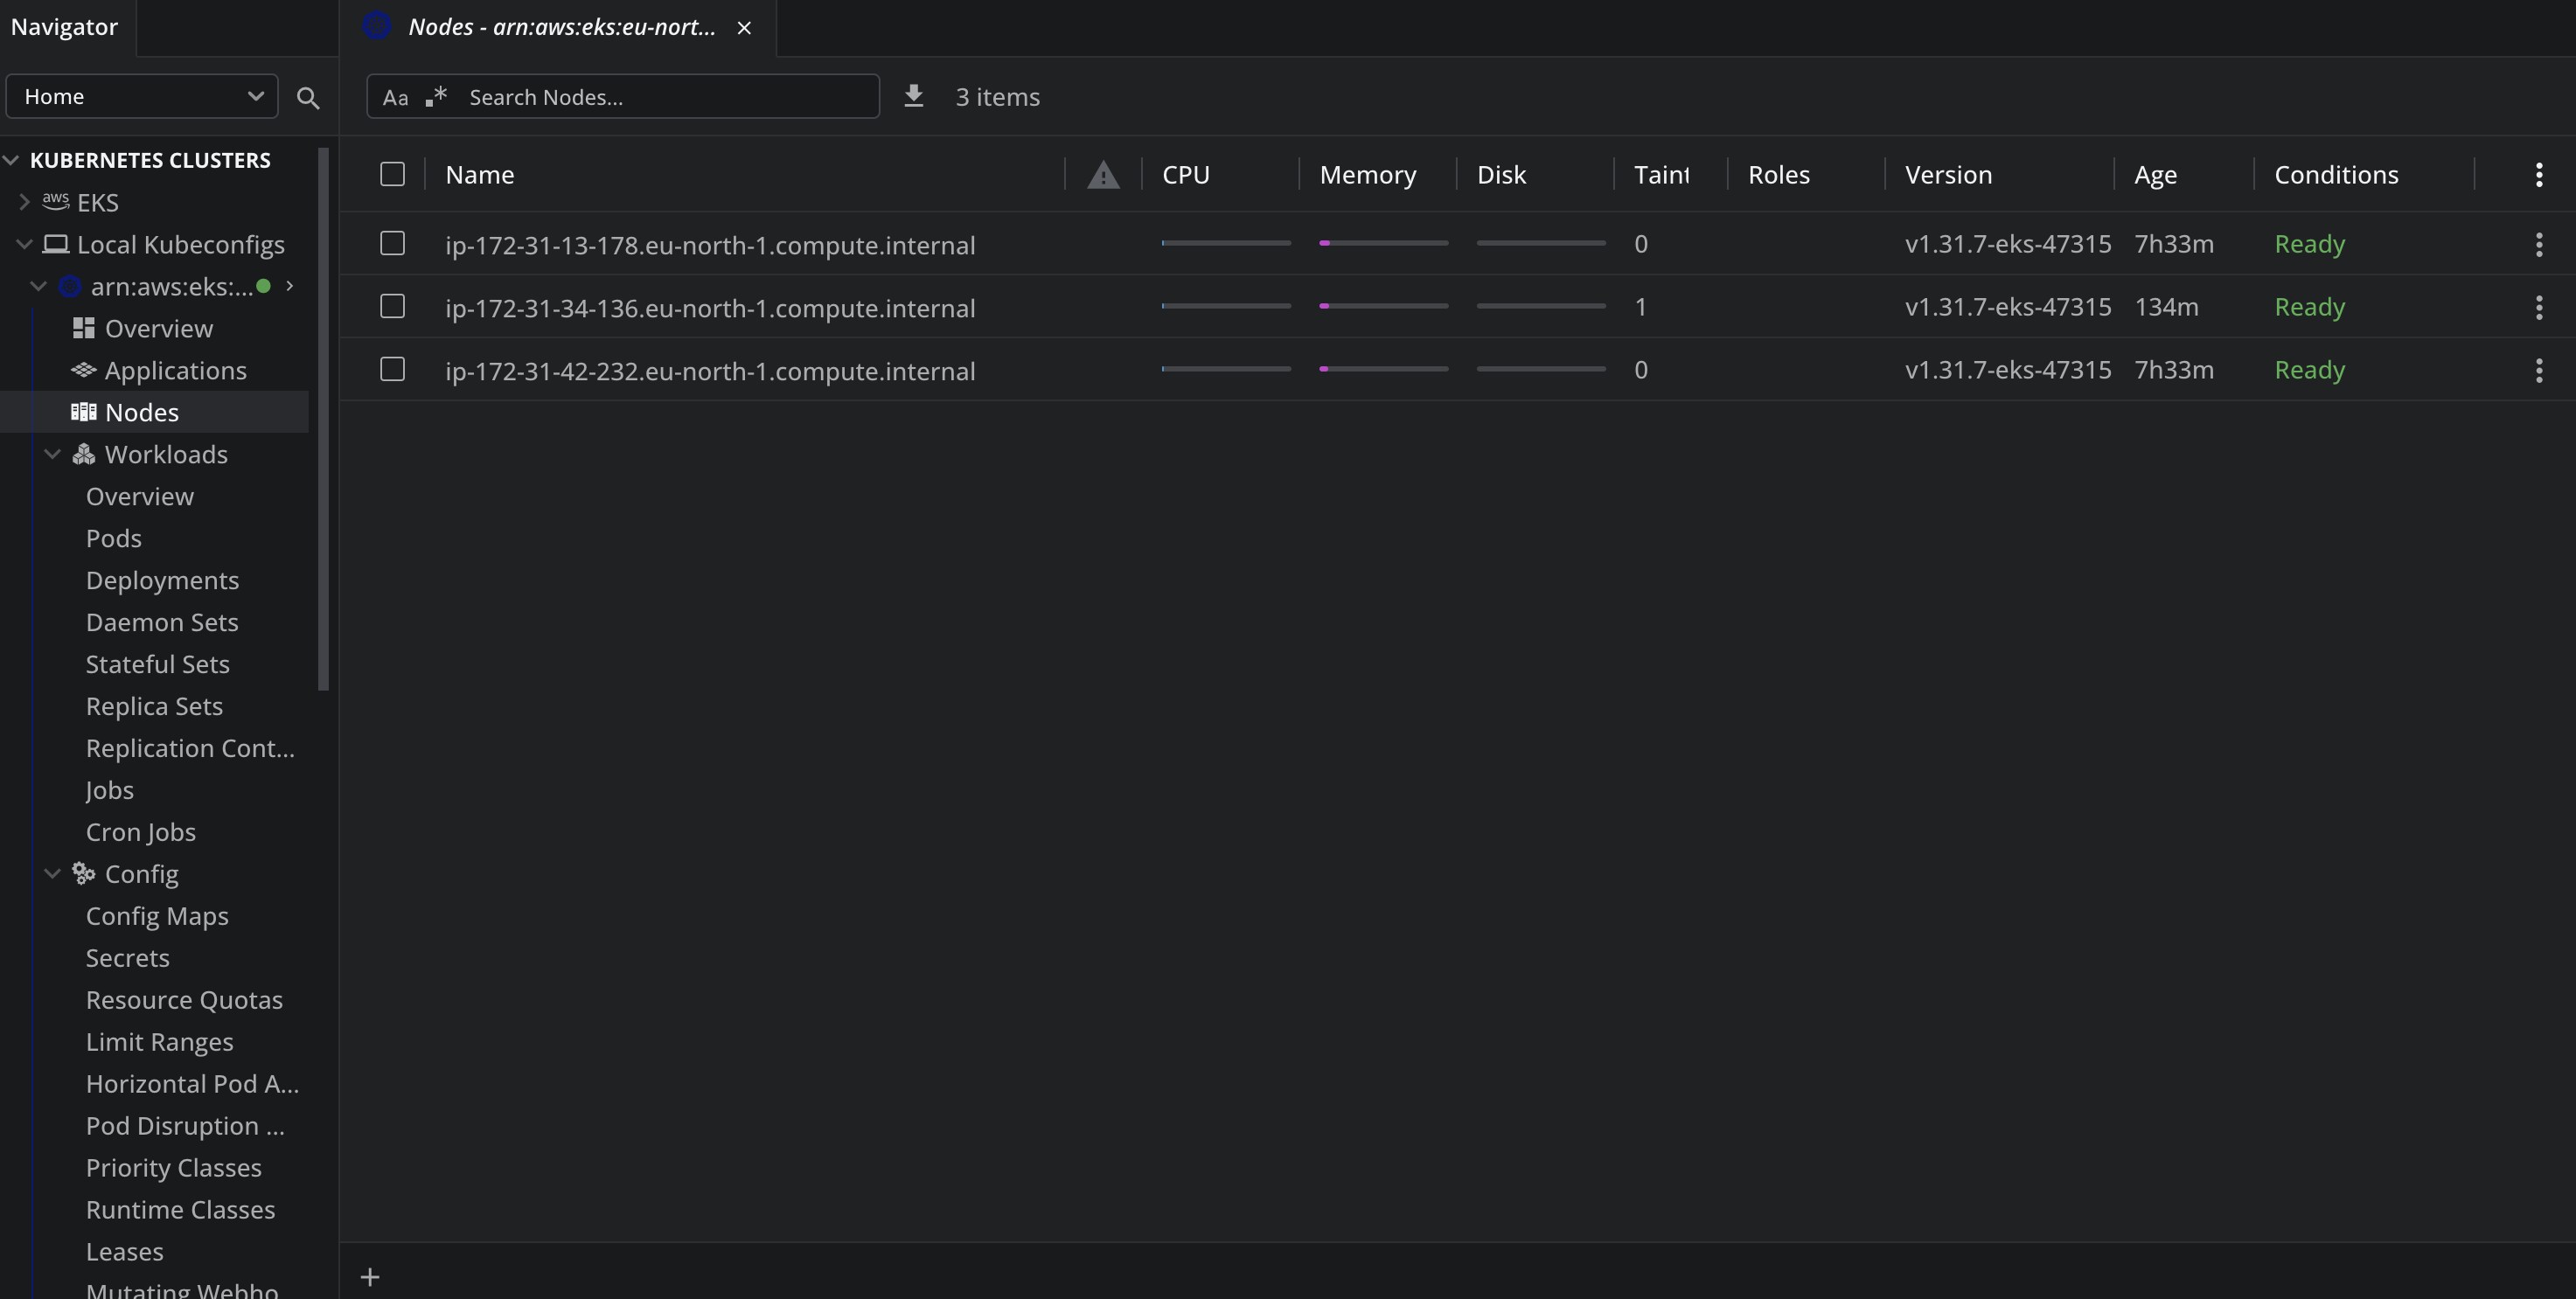 Navigator
Nodes - arn:aws:eks:eu-nort...
Home
Aa .* Search Nodes...
3 items
KUBERNETES CLUSTERS
aws EKS
Local Kubeconfigs
arn:aws:eks:...
Overview
Applications
Nodes
Workloads
Overview
Pods
Deployments
Daemon Sets
Stateful Sets
Replica Sets
Replication Cont...
Jobs
Cron Jobs
Config
Config Maps
Secrets
Resource Quotas
Limit Ranges
Horizontal Pod A...
Pod Disruption ...
Priority Classes
Runtime Classes
Leases
Mutating Webho
Name CPU Memory Disk Taint Roles Version Age Conditions
ip-172-31-13-178.eu-north-1.compute.internal 0 v1.31.7-eks-47315 7h33m Ready
ip-172-31-34-136.eu-north-1.compute.internal 1 v1.31.7-eks-47315 134m Ready
ip-172-31-42-232.eu-north-1.compute.internal 0 v1.31.7-eks-47315 7h33m Ready